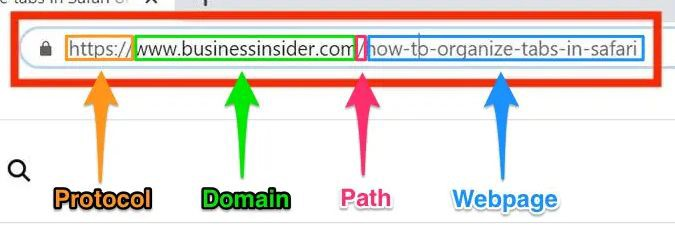 https://www.businessinsider.com/how-to-organize-tabs-in-safari
Protocol Domain Path Webpage